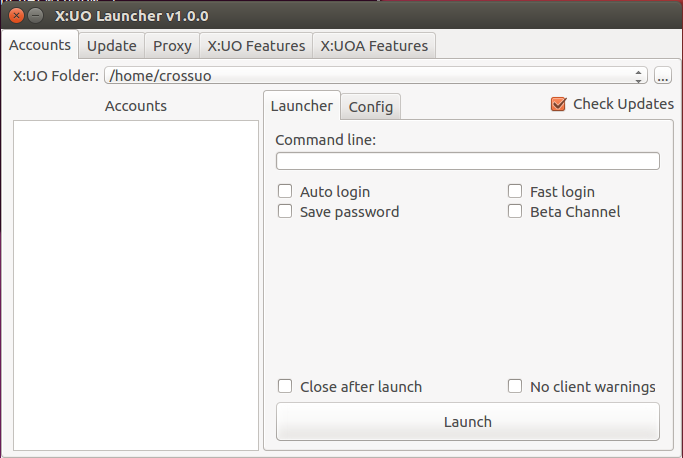 X:UO Launcher v1.0.0
Accounts Update Proxy X:UO Features X:UOA Features
X:UO Folder: /home/crossuo ...
Accounts
Launcher Config
Check Updates
Command line:
Auto login Fast login
Save password Beta Channel
Close after launch No client warnings
Launch